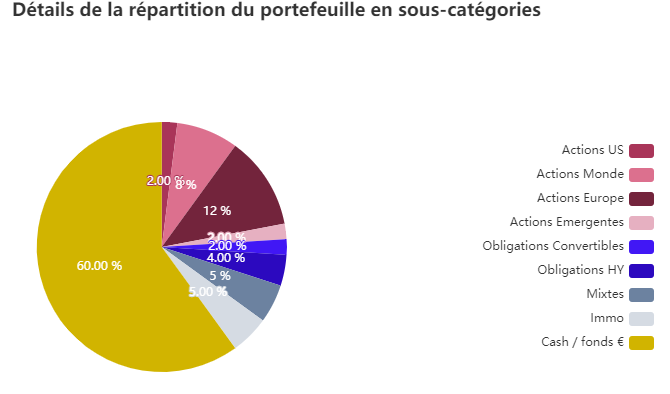 Détails de la répartition du portefeuille en sous-catégories
2.00 %
8 %
12 %
2.00 %
2.00 %
4.00 %
5 %
5.00 %
60.00 %
Actions US
Actions Monde
Actions Europe
Actions Emergentes
Obligations Convertibles
Obligations HY
Mixtes
Immo
Cash / fonds €